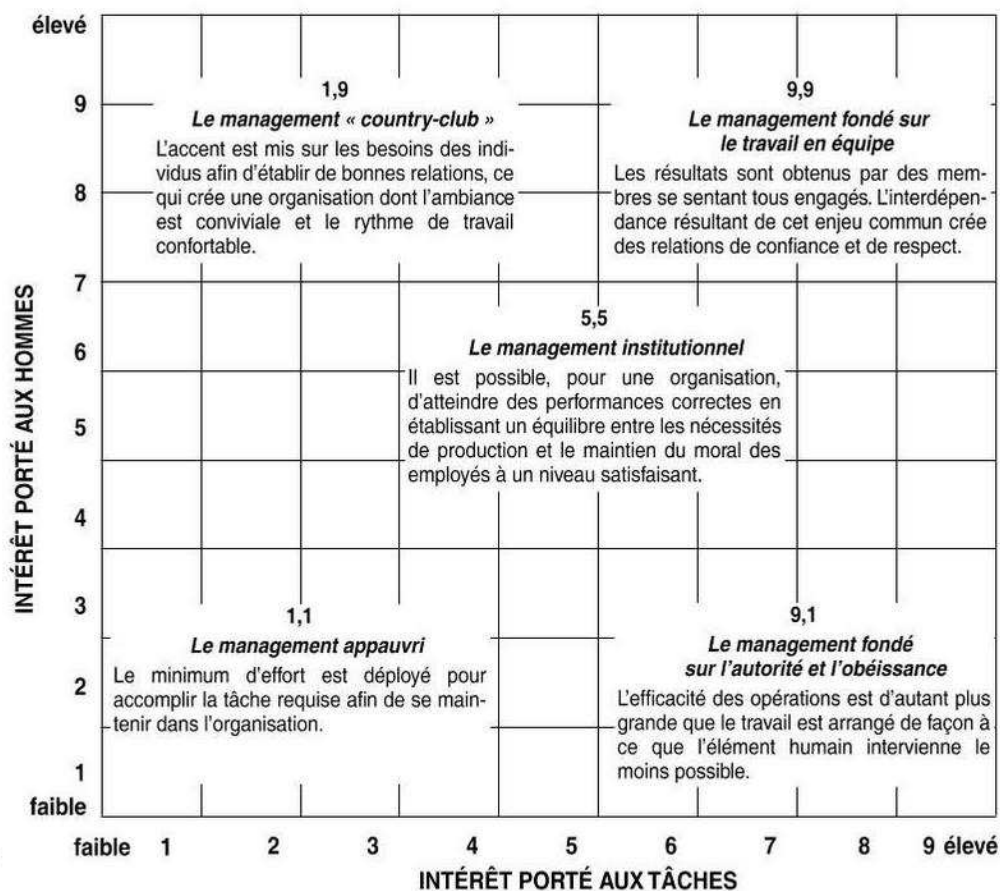 élevé
9
8
7
6
5
4
3
2
1
faible
INTÉRÊT PORTÉ AUX HOMMES
1,9
Le management « country-club »
L'accent est mis sur les besoins des indi-
vidus afin d'établir de bonnes relations, ce
qui crée une organisation dont l'ambiance
est conviviale et le rythme de travail
confortable.
9,9
Le management fondé sur
le travail en équipe
Les résultats sont obtenus par des mem-
bres se sentant tous engagés. L'interdépen-
dance résultant de cet enjeu commun crée
des relations de confiance et de respect.
5,5
Le management institutionnel
Il est possible, pour une organisation,
d'atteindre des performances correctes en
établissant un équilibre entre les nécessités
de production et le maintien du moral des
employés à un niveau satisfaisant.
1,1
Le management appauvri
Le minimum d'effort est déployé pour
accomplir la tâche requise afin de se main-
tenir dans l'organisation.
9,1
Le management fondé
sur l'autorité et l'obéissance
L'efficacité des opérations est d'autant plus
grande que le travail est arrangé de façon à
ce que l'élément humain intervienne le
moins possible.
faible 1 2 3 4 5 6 7 8 9 élevé
INTÉRÊT PORTÉ AUX TÂCHES